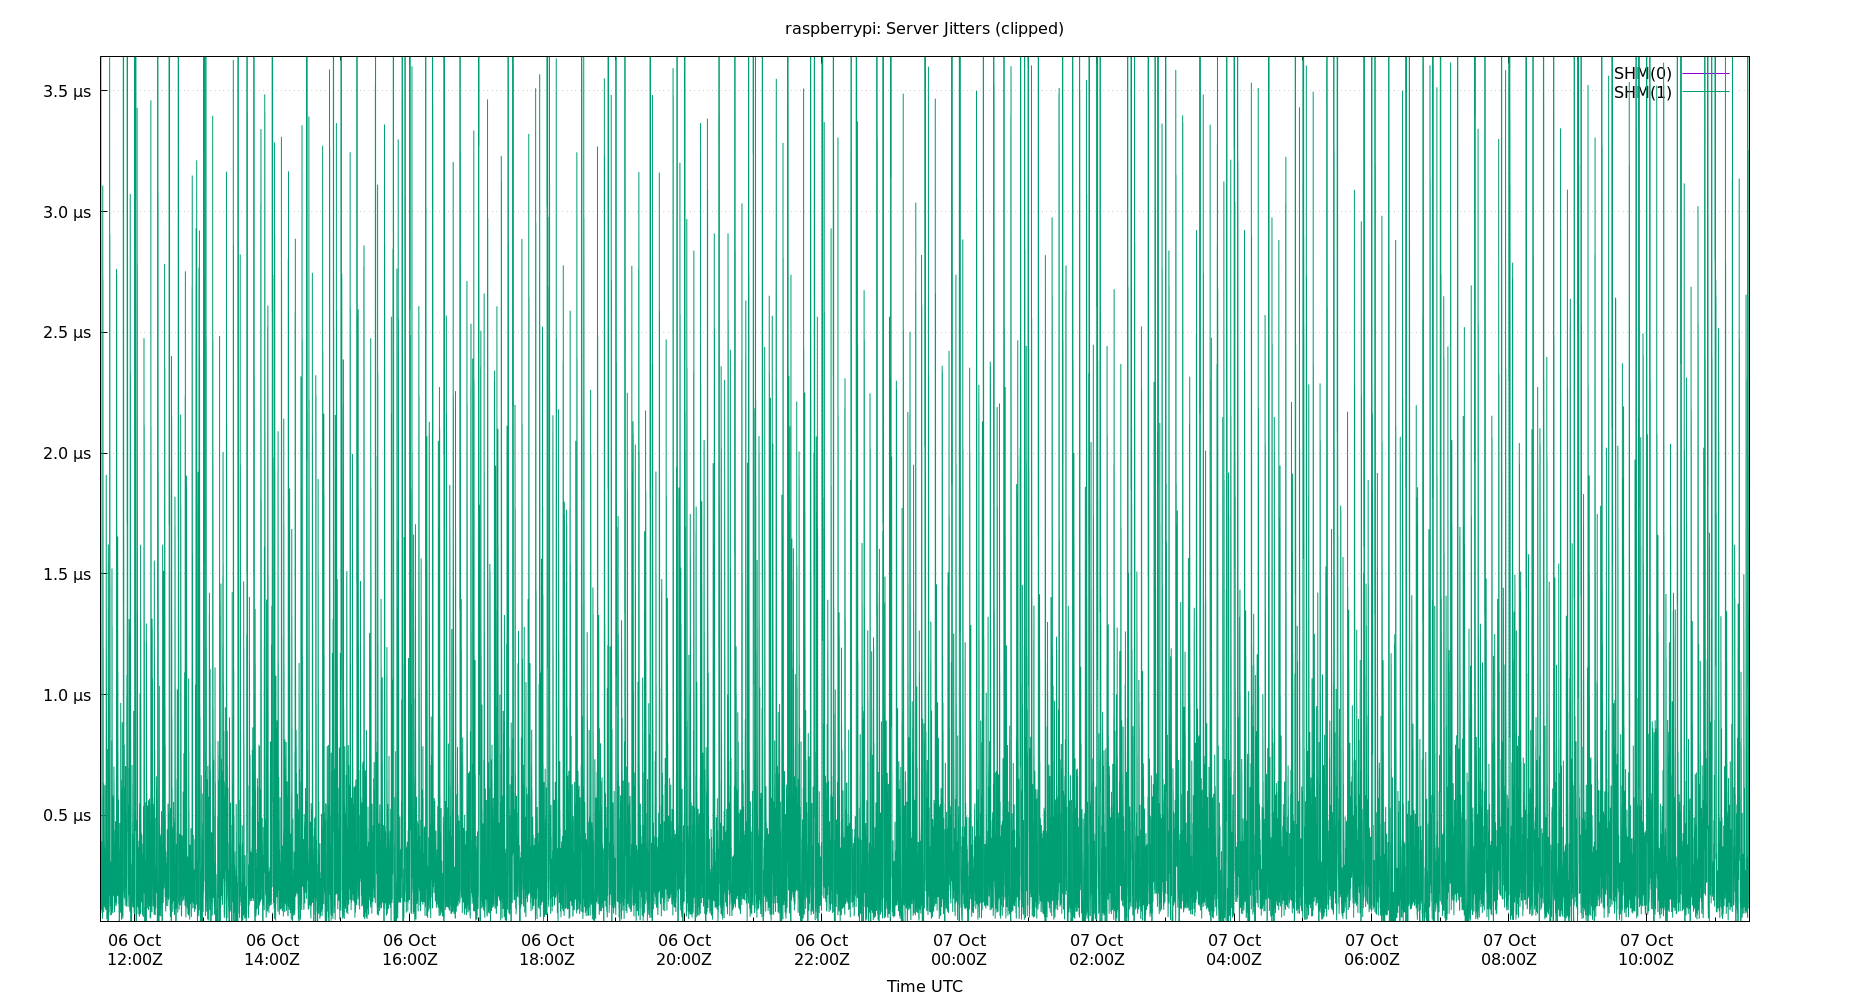 raspberrypi: Server Jitters (clipped)
SHM(0)
SHM(1)
3.5 µs
3.0 µs
2.5 µs
2.0 µs
1.5 µs
1.0 µs
0.5 µs
06 Oct 06 Oct 06 Oct 06 Oct 06 Oct 06 Oct 07 Oct 07 Oct 07 Oct 07 Oct 07 Oct 07 Oct
12:00Z 14:00Z 16:00Z 18:00Z 20:00Z 22:00Z 00:00Z 02:00Z 04:00Z 06:00Z 08:00Z 10:00Z
Time UTC